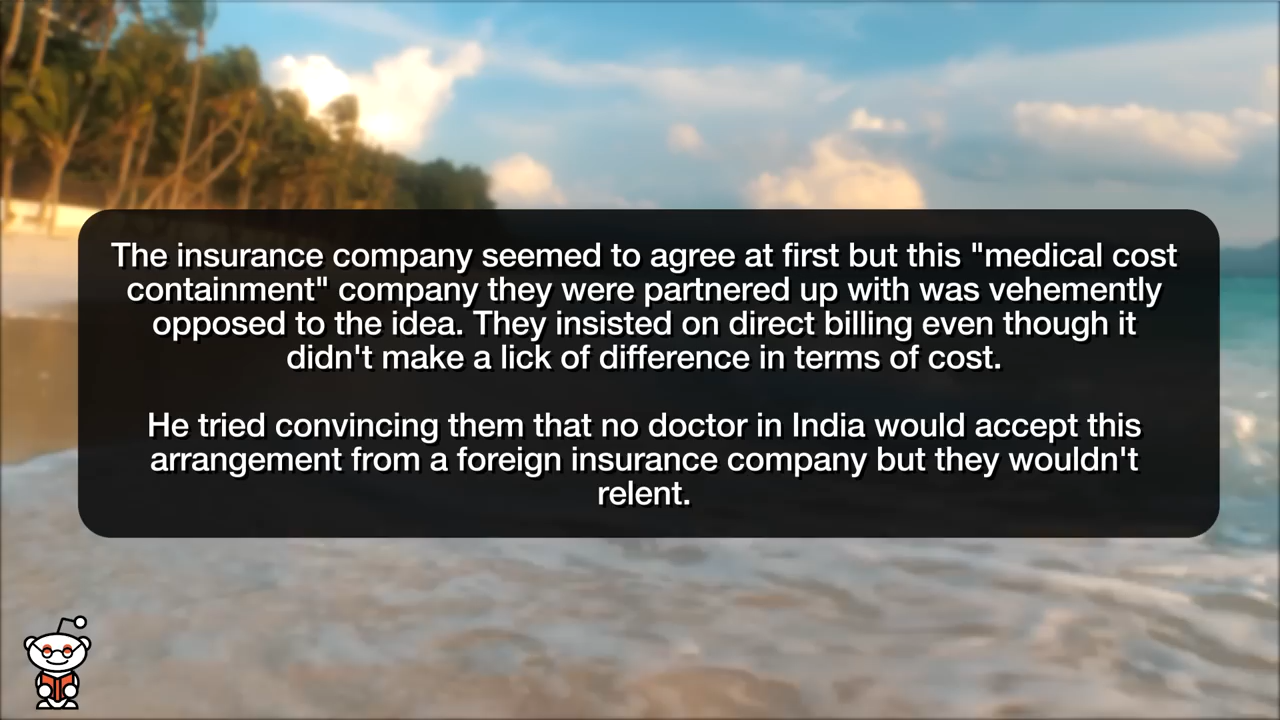 The insurance company seemed to agree at first but this "medical cost
containment" company they were partnered up with was vehemently
opposed to the idea. They insisted on direct billing even though it
didn't make a lick of difference in terms of cost.
He tried convincing them that no doctor in India would accept this
arrangement from a foreign insurance company but they wouldn't
relent.